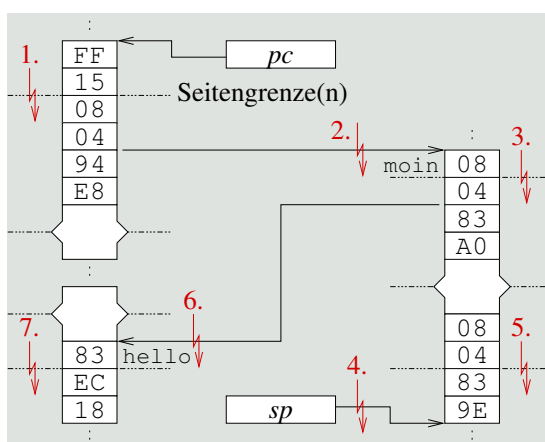 1.
FF
pc
15
Seitengrenze(n)
08
04
2.
3.
94
moin
08
E8
04
83
A0
6.
7.
08
83
hello
04
5.
EC
4.
83
18
sp
9E